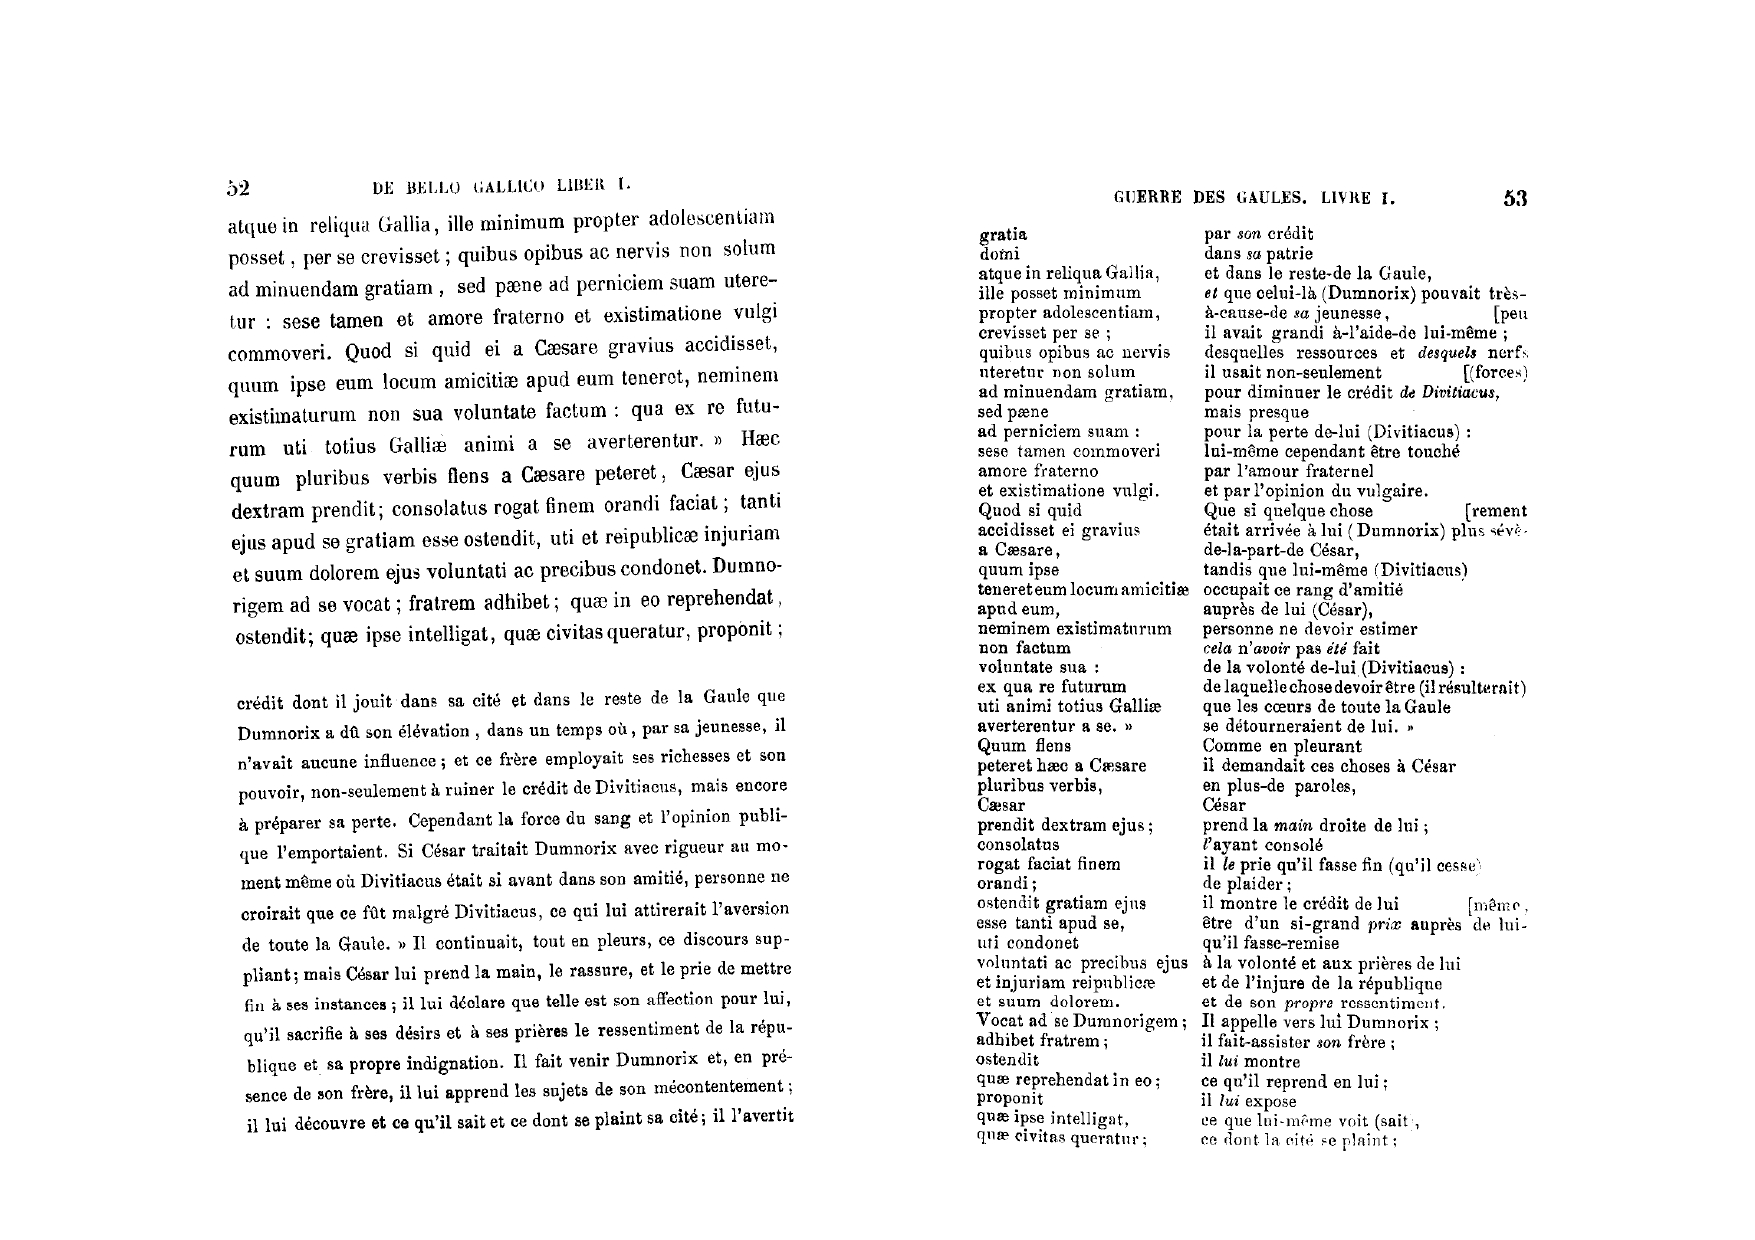 52 DE BELLO GALLICO LIBER I.
atque in reliqua Gallia, ille minimum propter adolescentiam
posset, per se crevisset ; quibus opibus ac nervis non solum
ad minuendam gratiam, sed pæne ad perniciem suam utere-
tur : sese tamen et amore fraterno et existimatione vulgi
commoveri. Quod si quid ei a Cæsare gravius accidisset,
quum ipse eum locum amicitiæ apud eum teneret, neminem
existimaturum non sua voluntate factum : qua ex re futu-
rum uti totius Galliæ animi a se averterentur. » Hæc
quum pluribus verbis flens a Cæsare peteret, Cæsar ejus
dextram prendit; consolatus rogat finem orandi faciat ; tanti
ejus apud se gratiam esse ostendit, uti et reipublicæ injuriam
et suum dolorem ejus voluntati ac precibus condonet. Dumno-
rigem ad se vocat ; fratrem adhibet ; quæ in eo reprehendat,
ostendit; quæ ipse intelligat, quæ civitas queratur, proponit ;
crédit dont il jouit dans sa cité et dans le reste de la Gaule que
Dumnorix a dû son élévation, dans un temps où, par sa jeunesse, il
n'avait aucune influence ; et ce frère employait ses richesses et son
pouvoir, non-seulement à ruiner le crédit de Divitiacus, mais encore
à préparer sa perte. Cependant la force du sang et l'opinion publi-
que l'emportaient. Si César traitait Dumnorix avec rigueur au mo-
ment même où Divitiacus était si avant dans son amitié, personne ne
croirait que ce fût malgré Divitiacus, ce qui lui attirerait l'aversion
de toute la Gaule. » Il continuait, tout en pleurs, ce discours sup-
pliant; mais César lui prend la main, le rassure, et le prie de mettre
fin à ses instances ; il lui déclare que telle est son affection pour lui,
qu'il sacrifie à ses désirs et à ses prières le ressentiment de la répu-
blique et sa propre indignation. Il fait venir Dumnorix et, en pré-
sence de son frère, il lui apprend les sujets de son mécontentement ;
il lui découvre et ce qu'il sait et ce dont se plaint sa cité; il l'avertit
GUERRE DES GAULES. LIVRE I. 53
gratia par son crédit
domi dans sa patrie
atque in reliqua Gallia, et dans le reste-de la Gaule,
ille posset minimum et que celui-là (Dumnorix) pouvait très-
propter adolescentiam, à-cause-de sa jeunesse, [peu
crevisset per se ; il avait grandi à-l'aide-de lui-même ;
quibus opibus ac nervis desquelles ressources et desquels nerfs
uteretur non solum il usait non-seulement [(forces)
ad minuendam gratiam, pour diminuer le crédit de Divitiacus,
sed pæne mais presque
ad perniciem suam : pour la perte de-lui (Divitiacus) :
sese tamen commoveri lui-même cependant être touché
amore fraterno par l'amour fraternel
et existimatione vulgi. et par l'opinion du vulgaire.
Quod si quid Que si quelque chose [rement
accidisset ei gravius était arrivée à lui (Dumnorix) plus sévè-
a Cæsare, de-la-part-de César,
quum ipse tandis que lui-même (Divitiacus)
teneret eum locum amicitiæ occupait ce rang d'amitié
apud eum, auprès de lui (César),
neminem existimaturum personne ne devoir estimer
non factum cela n'avoir pas été fait
voluntate sua : de la volonté de-lui (Divitiacus) :
ex qua re futurum de laquelle chose devoir être (il résulterait)
uti animi totius Galliæ que les cœurs de toute la Gaule
averterentur a se. » se détourneraient de lui. »
Quum flens Comme en pleurant
peteret hæc a Cæsare il demandait ces choses à César
pluribus verbis, en plus-de paroles,
Cæsar César
prendit dextram ejus ; prend la main droite de lui ;
consolatus l'ayant consolé
rogat faciat finem il le prie qu'il fasse fin (qu'il cesse)
orandi ; de plaider ;
ostendit gratiam ejus il montre le crédit de lui [même,
esse tanti apud se, être d'un si-grand prix auprès de lui-
uti condonet qu'il fasse-remise
voluntati ac precibus ejus à la volonté et aux prières de lui
et injuriam reipublicæ et de l'injure de la république
et suum dolorem. et de son propre ressentiment.
Vocat ad se Dumnorigem ; Il appelle vers lui Dumnorix ;
adhibet fratrem ; il fait-assister son frère ;
ostendit il lui montre
quæ reprehendat in eo ; ce qu'il reprend en lui ;
proponit il lui expose
quæ ipse intelligat, ce que lui-même voit (sait),
quæ civitas queratur ; ce dont la cité se plaint ;